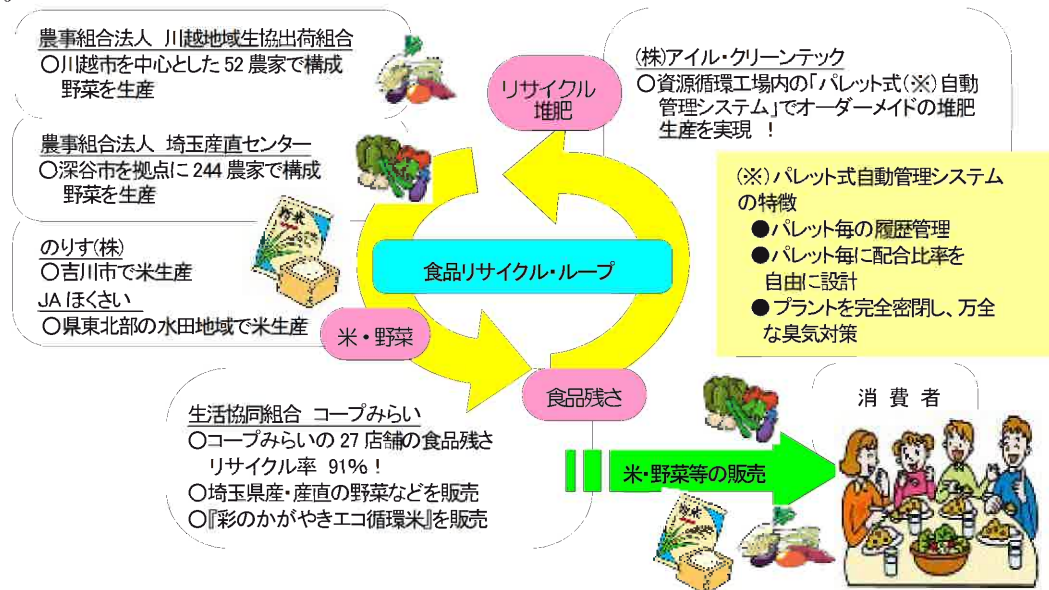 農事組合法人 川越地域生協出荷組合
○川越市を中心とした 52 農家で構成
野菜を生産
農事組合法人 埼玉産直センター
○深谷市を拠点に 244 農家で構成
野菜を生産
のりす(株)
○吉川市で米生産
JA ほくさい
○県東北部の水田地域で米生産
リサイクル
堆肥
(株)アイル・クリーンテック
○資源循環工場内の「パレット式(※)自動
管理システム」でオーダーメイドの堆肥
生産を実現 !
(※)パレット式自動管理システム
の特徴
●パレット毎の履歴管理
●パレット毎に配合比率を
自由に設計
●プラントを完全密閉し、万全
な臭気対策
食品リサイクル・ループ
米・野菜
食品残さ
生活協同組合 コープみらい
○コープみらいの 27 店舗の食品残さ
リサイクル率 91%!
○埼玉県産・産直の野菜などを販売
○『彩のかがやきエコ循環米』を販売
米・野菜等の販売
消 費 者
新米
新米